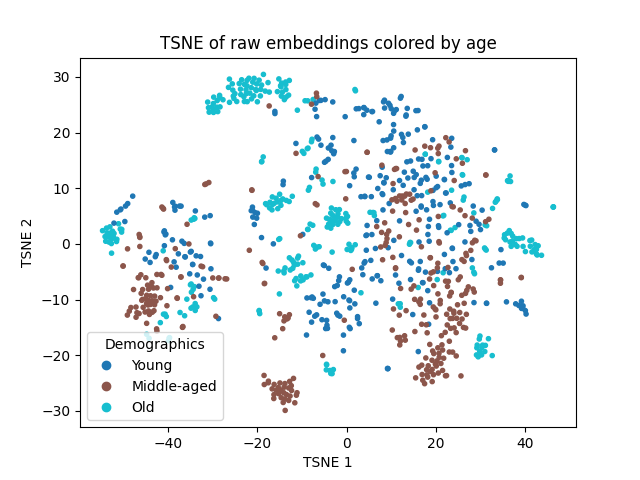 TSNE of raw embeddings colored by age
TSNE 2
30
20
10
0
−10
−20
−30
Demographics
Young
Middle-aged
Old
−40
−20
0
20
40
TSNE 1